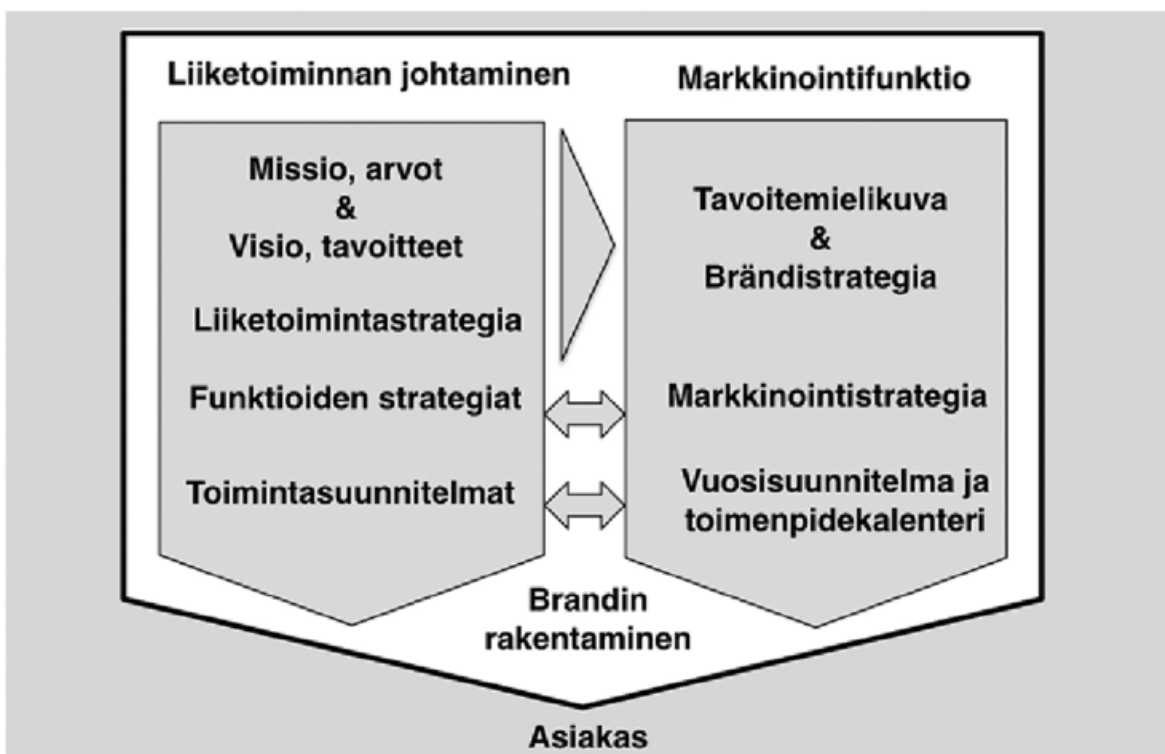 Liiketoiminnan johtaminen
Markkinointifunktio
Missio, arvot
&
Visio, tavoitteet
Liiketoimintastrategia
Funktioiden strategiat
Toimintasuunnitelmat
Tavoitemielikuva
&
Brändistrategia
Markkinointistrategia
Vuosisuunnitelma ja
toimenpidekalenteri
Brandin
rakentaminen
Asiakas